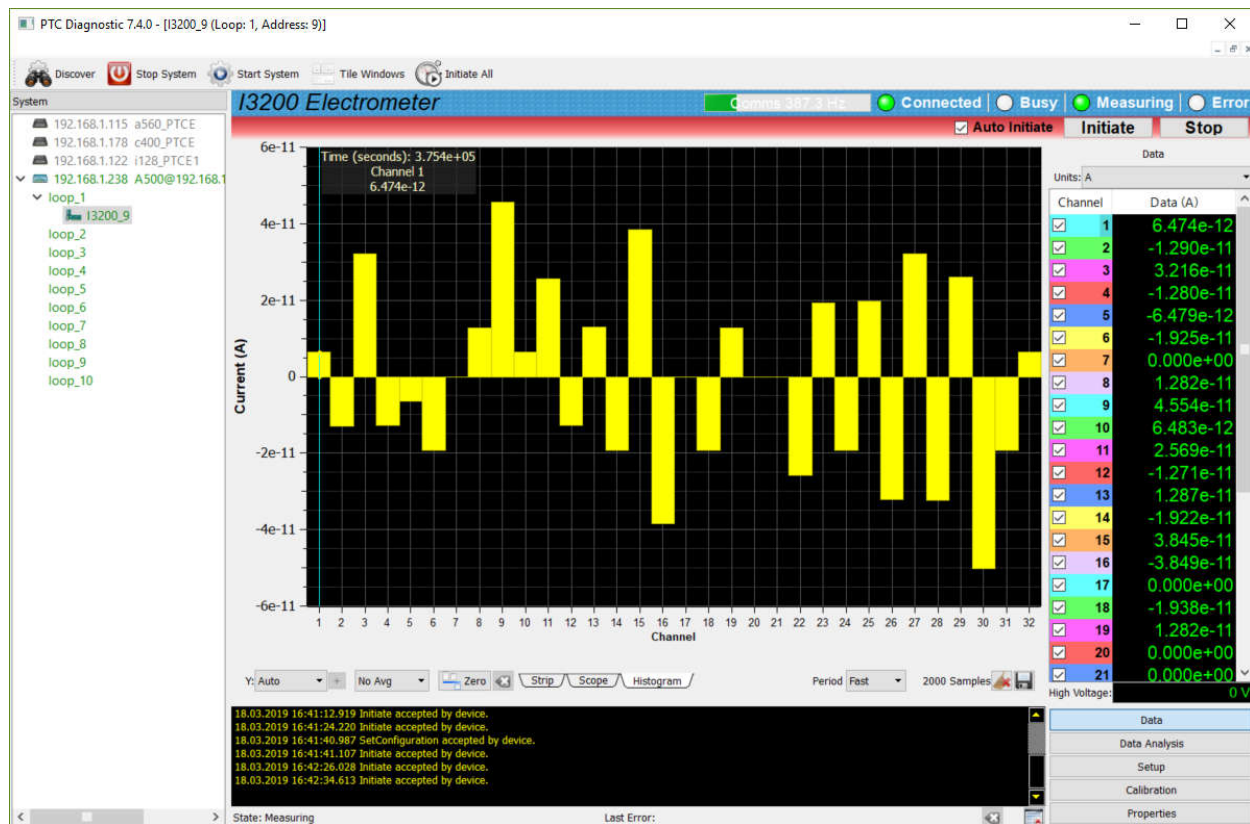 PTC Diagnostic 7.4.0 - [I3200_9 (Loop: 1, Address: 9)]
Discover Stop System Start System Tile Windows Initiate All
System
192.168.1.115 a560_PTCE
192.168.1.178 c400_PTCE
192.168.1.122 i128_PTCE1
192.168.1.238 A500@192.168.1
loop_1
I3200_9
loop_2
loop_3
loop_4
loop_5
loop_6
loop_7
loop_8
loop_9
loop_10
I3200 Electrometer
Comms 387.3 Hz Connected Busy Measuring Error
Auto Initiate Initiate Stop
Time (seconds): 3.754e+05
Channel 1
6.474e-12
Current (A)
6e-11
4e-11
2e-11
0
-2e-11
-4e-11
-6e-11
1 2 3 4 5 6 7 8 9 10 11 12 13 14 15 16 17 18 19 20 21 22 23 24 25 26 27 28 29 30 31 32
Channel
Y: Auto + No Avg Zero Strip Scope Histogram Period Fast 2000 Samples
18.03.2019 16:41:12.919 Initiate accepted by device.
18.03.2019 16:41:24.220 Initiate accepted by device.
18.03.2019 16:41:40.987 SetConfiguration accepted by device.
18.03.2019 16:41:41.107 Initiate accepted by device.
18.03.2019 16:42:26.028 Initiate accepted by device.
18.03.2019 16:42:34.613 Initiate accepted by device.
State: Measuring Last Error:
Data
Units: A
Channel Data (A)
1 6.474e-12
2 -1.290e-11
3 3.216e-11
4 -1.280e-11
5 -6.479e-12
6 -1.925e-11
7 0.000e+00
8 1.282e-11
9 4.554e-11
10 6.483e-12
11 2.569e-11
12 -1.271e-11
13 1.287e-11
14 -1.922e-11
15 3.845e-11
16 -3.849e-11
17 0.000e+00
18 -1.938e-11
19 1.282e-11
20 0.000e+00
21 0.000e+00
High Voltage: 0 V
Data
Data Analysis
Setup
Calibration
Properties